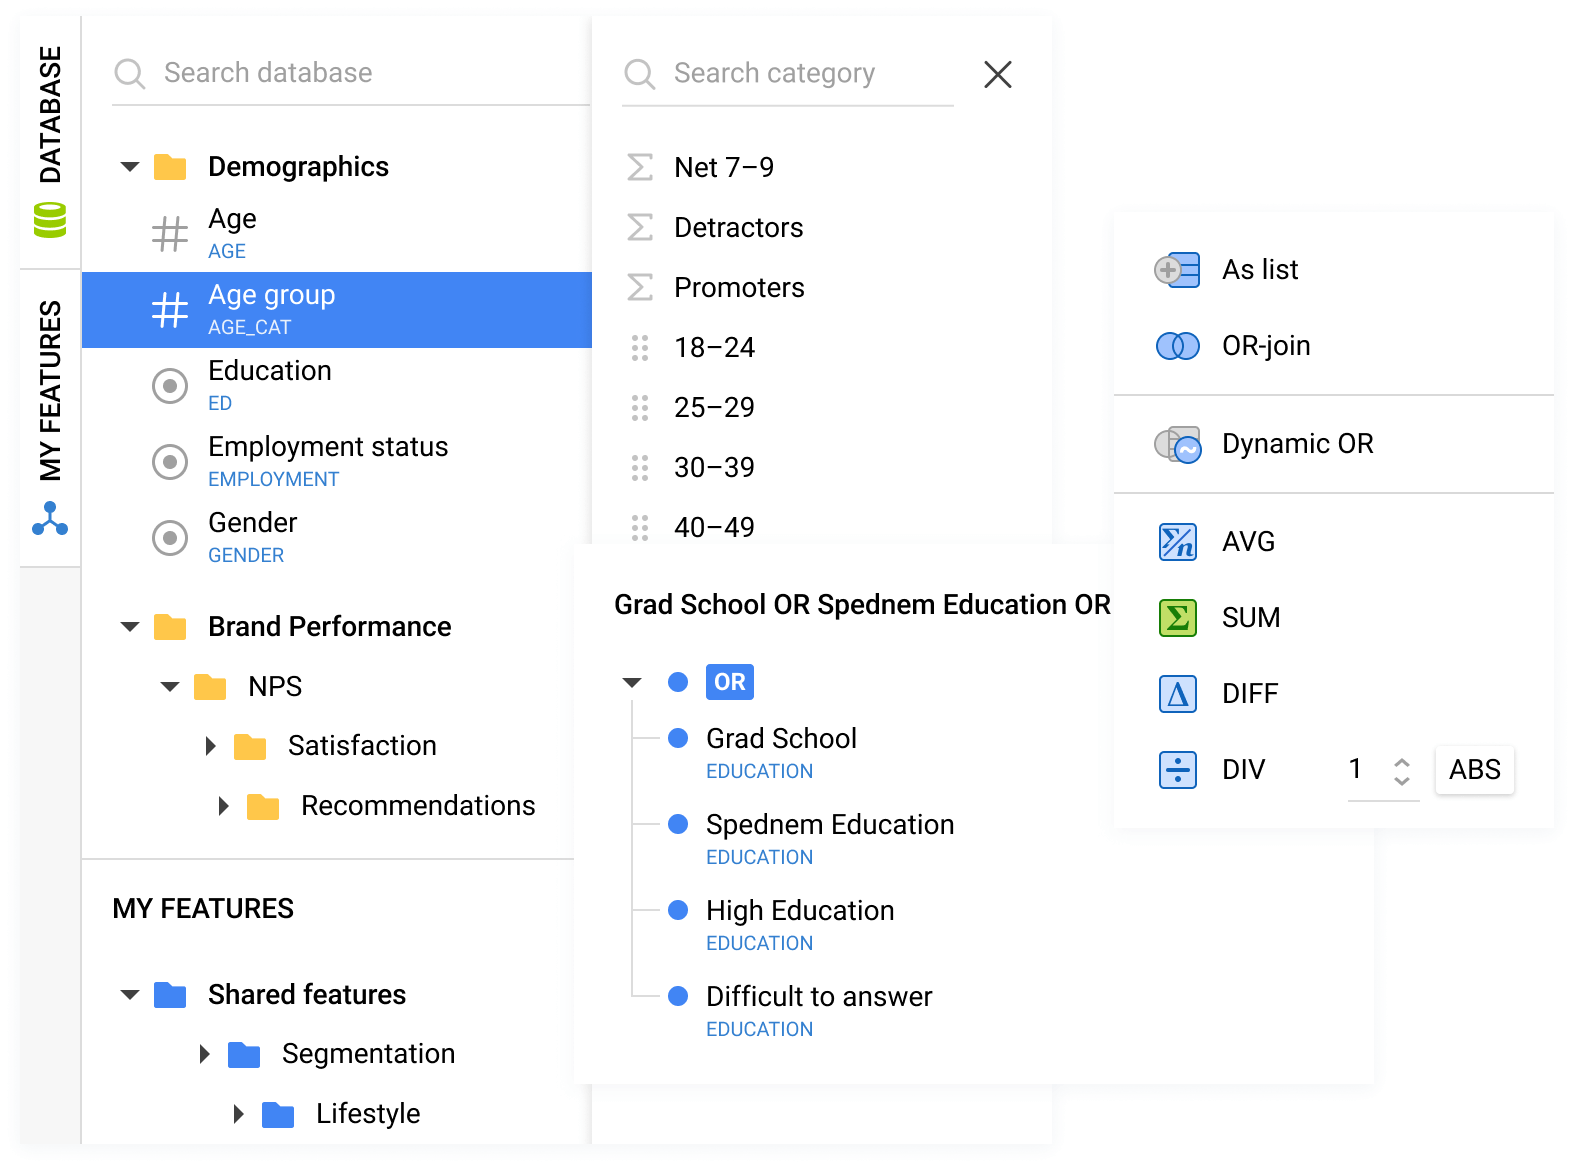 DATABASE
MY FEATURES
Search database
Demographics
Age
AGE
Age group
AGE_CAT
Education
ED
Employment status
EMPLOYMENT
Gender
GENDER
Brand Performance
NPS
Satisfaction
Recommendations
MY FEATURES
Shared features
Segmentation
Lifestyle
Search category
Net 7–9
Detractors
Promoters
18–24
25–29
30–39
40–49
Grad School OR Spednem Education OR
OR
Grad School
EDUCATION
Spednem Education
EDUCATION
High Education
EDUCATION
Difficult to answer
EDUCATION
As list
OR-join
Dynamic OR
Σ/n AVG
Σ SUM
Δ DIFF
÷ DIV 1 ABS